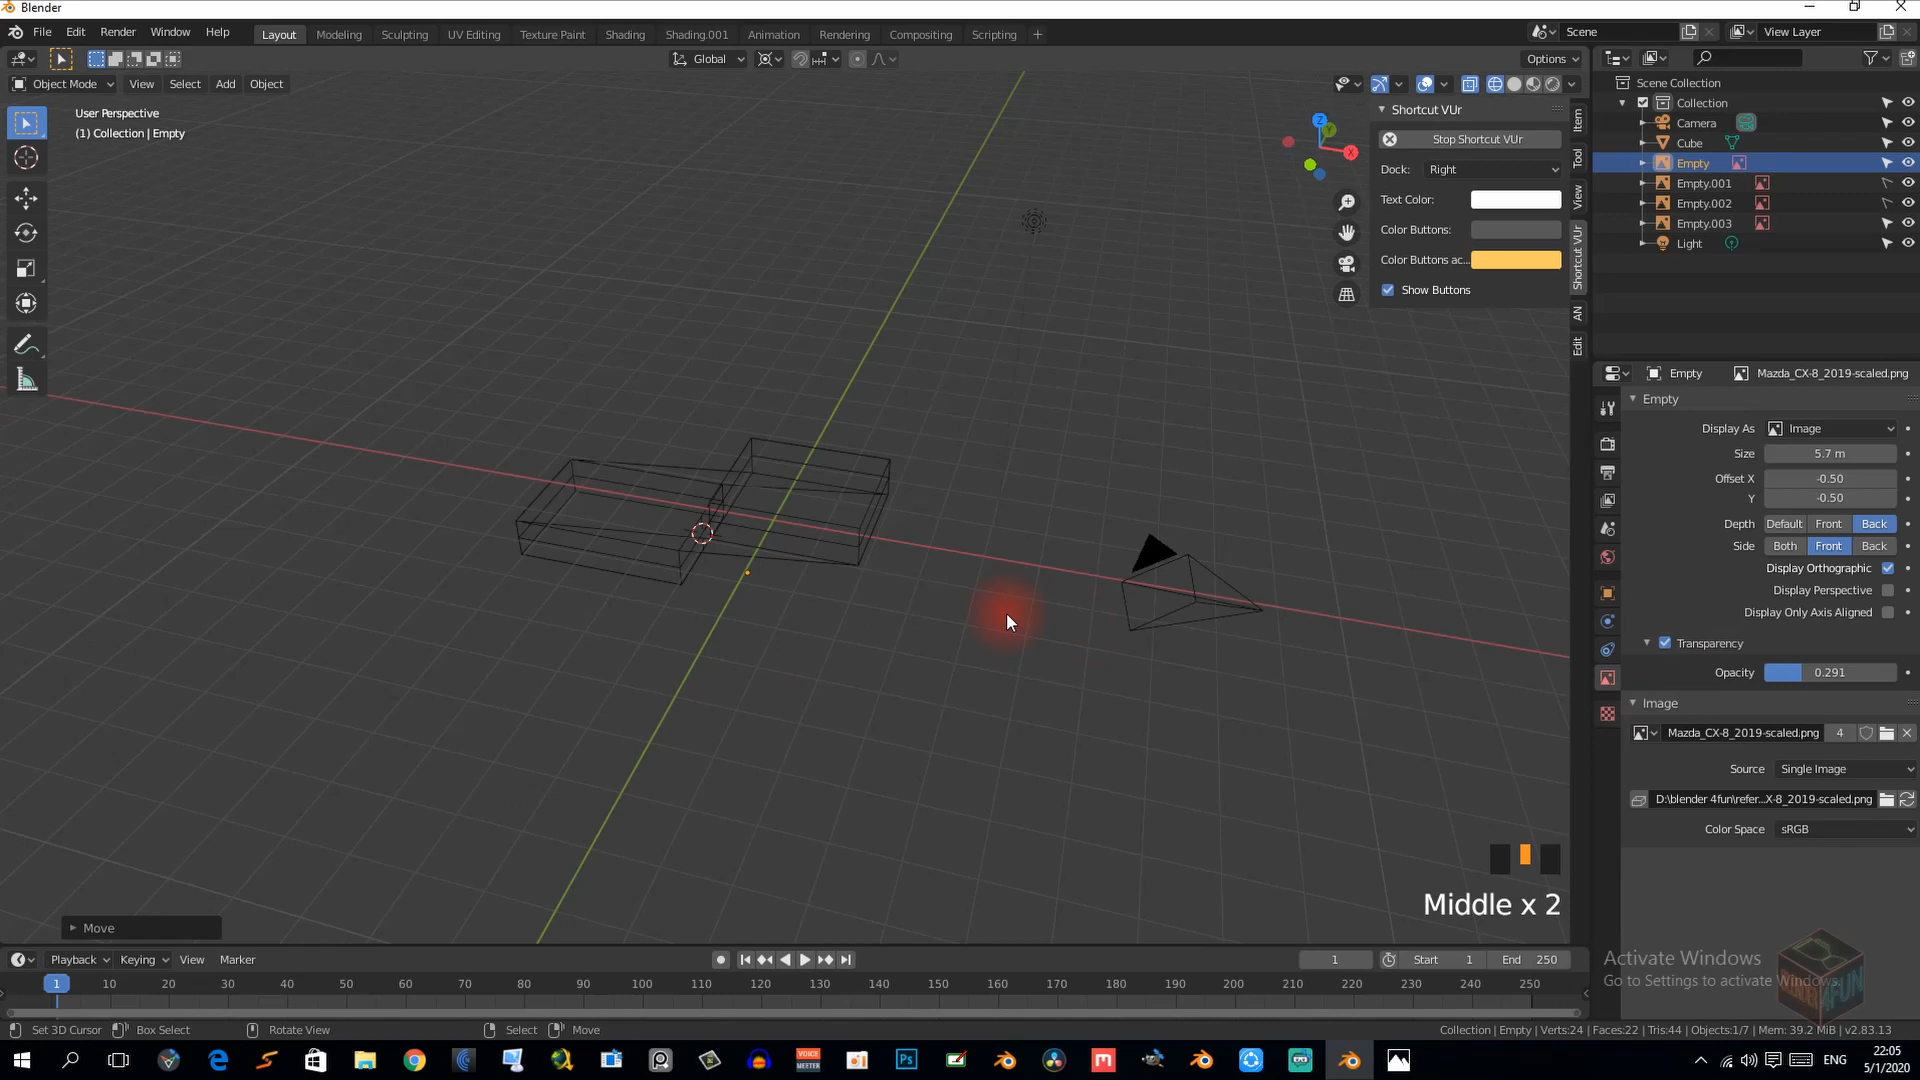 Blender
File Edit Render Window Help
Layout Modeling Sculpting UV Editing Texture Paint Shading Shading.001 Animation Rendering Compositing Scripting +
Scene
View Layer
Global
Options
Object Mode View Select Add Object
User Perspective
(1) Collection | Empty
Z
Y
X
Shortcut VUr
Stop Shortcut VUr
Dock: Right
Text Color:
Color Buttons:
Color Buttons ac...
Show Buttons
Item
Tool
View
Shortcut VUr
AN
Edit
Scene Collection
Collection
Camera
Cube
Empty
Empty.001
Empty.002
Empty.003
Light
Empty Mazda_CX-8_2019-scaled.png
Empty
Display As Image
Size 5.7 m
Offset X -0.50
Y -0.50
Depth Default Front Back
Side Both Front Back
Display Orthographic
Display Perspective
Display Only Axis Aligned
Transparency
Opacity 0.291
Image
Mazda_CX-8_2019-scaled.png 4
Source Single Image
D:\blender 4fun\refer...X-8_2019-scaled.png
Color Space sRGB
Middle x 2
Move
Activate Windows
Go to Settings to activate Windows.
Playback Keying View Marker
1 Start 1 End 250
1 10 20 30 40 50 60 70 80 90 100 110 120 130 140 150 160 170 180 190 200 210 220 230 240 250
Set 3D Cursor Box Select Rotate View Select Move
Collection | Empty | Verts:24 | Faces:22 | Tris:44 | Objects:1/7 | Mem: 39.2 MiB | v2.83.13
VOICE
MEETER
Ps
ENG
22:05
5/1/2020